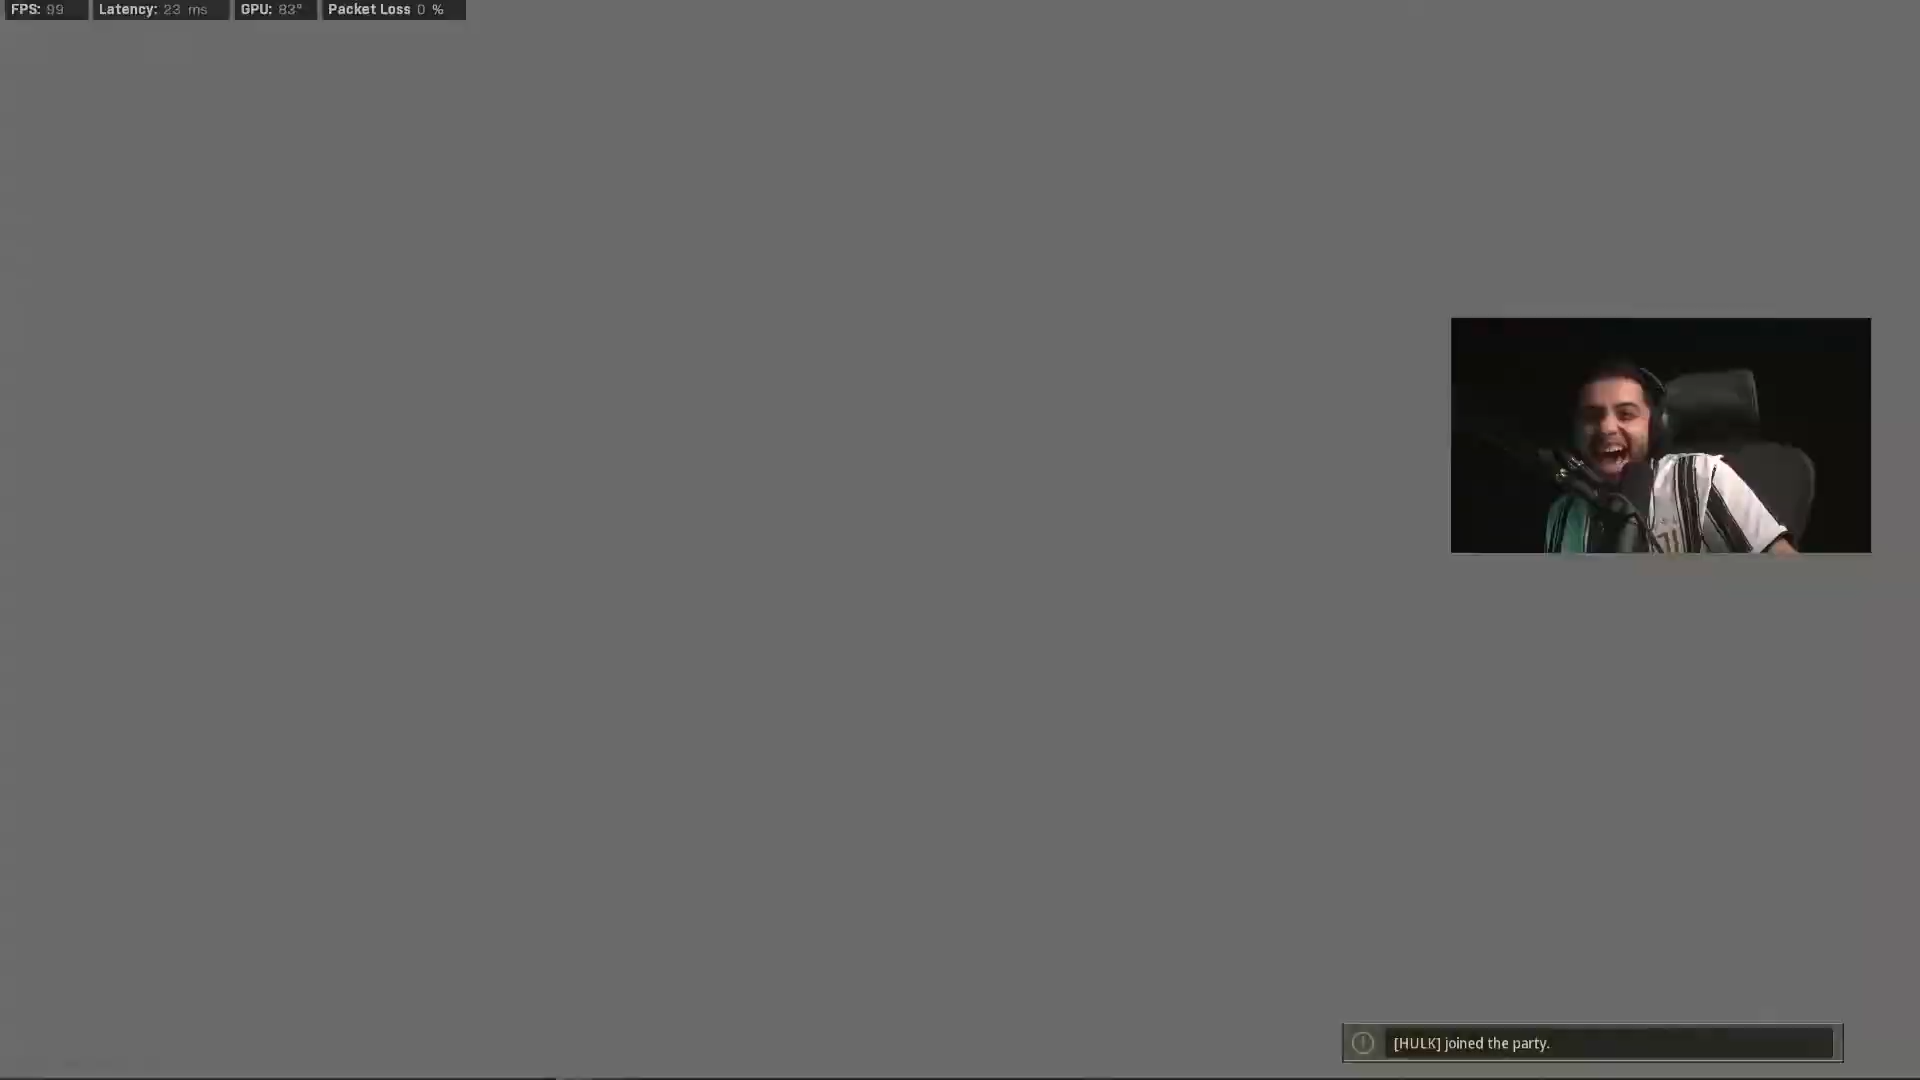 FPS: 99 Latency: 23 ms GPU: 83° Packet Loss 0 %
[HULK] joined the party.